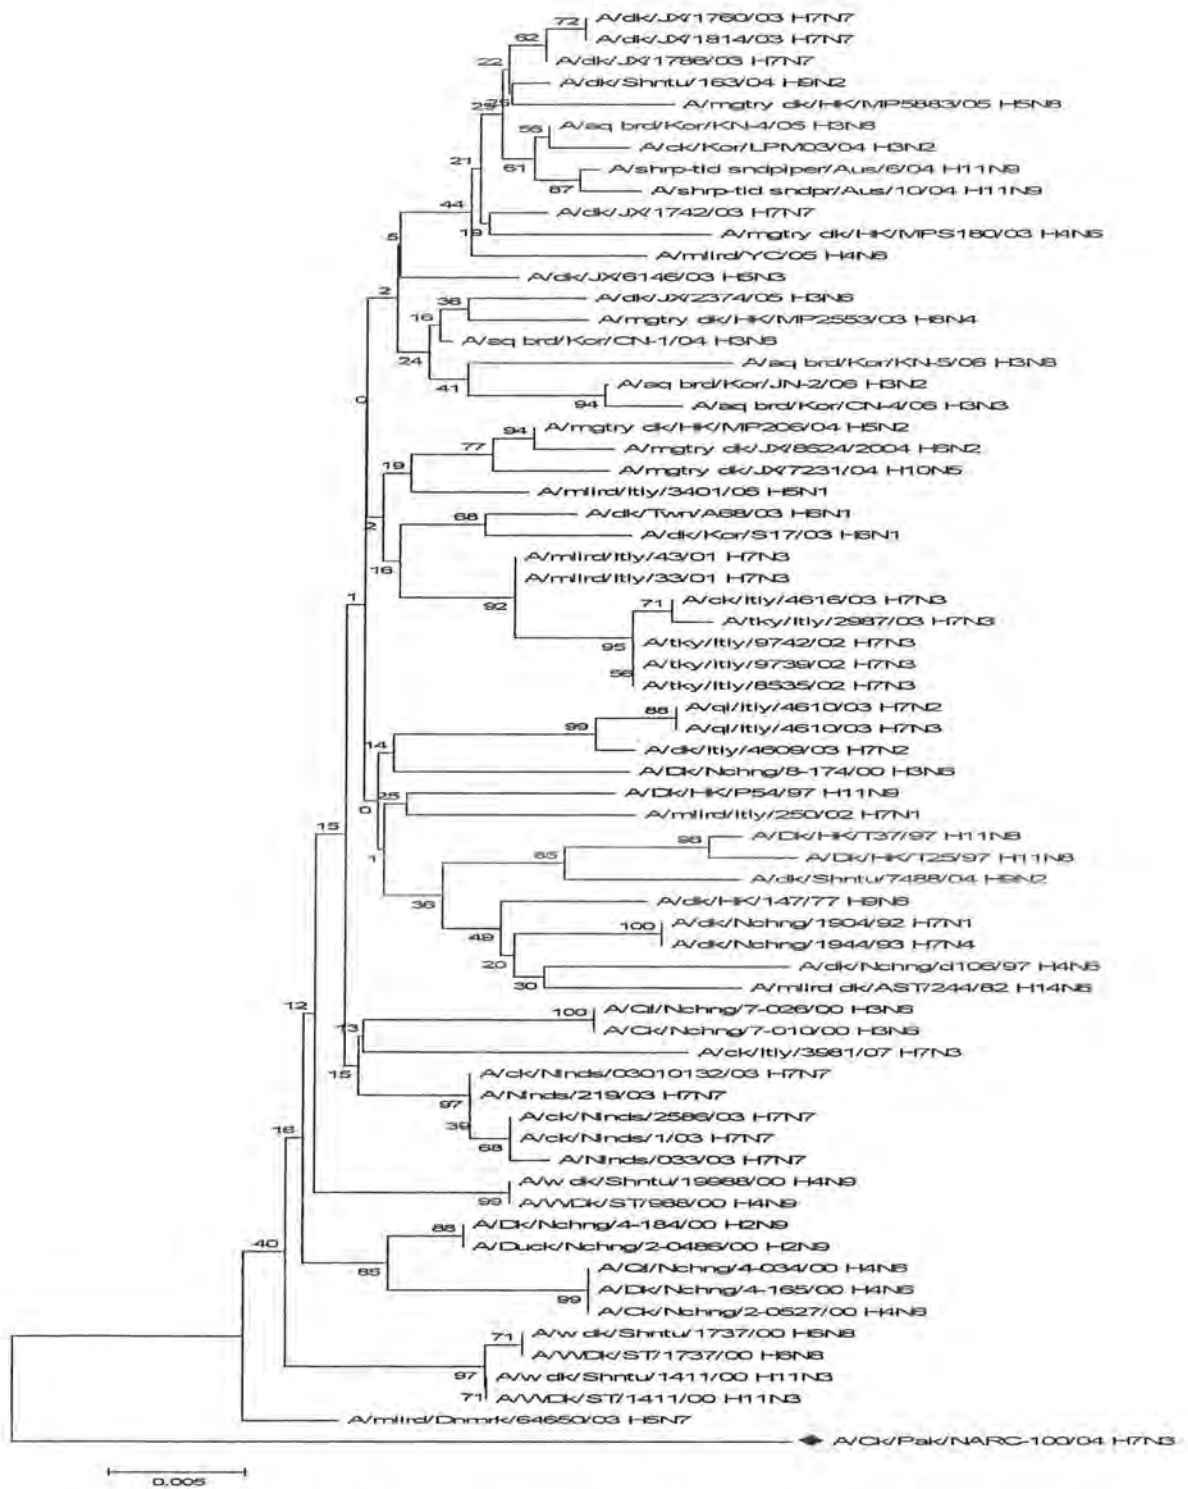 72
A/dk/JX/1760/03 H7N7
A/dk/JX/1814/03 H7N7
62
A/dk/JX/1786/03 H7N7
22
A/dk/Shntu/163/04 H9N2
A/mgtry dk/HK/MP5883/05 H5N8
A/aq brd/Kor/KN-4/05 H3N8
56
A/ck/Kor/LPM03/04 H3N2
21
61
A/shrp-tld sndpiper/Aus/6/04 H11N9
87
A/shrp-tld sndpr/Aus/10/04 H11N9
44
A/dk/JX/1742/03 H7N7
19
A/mgtry dk/HK/MPS180/03 H4N6
5
A/mllrd/YC/05 H4N6
A/dk/JX/6146/03 H5N3
2
36
A/dk/JX/2374/05 H3N6
16
A/mgtry dk/HK/MP2553/03 H8N4
A/aq brd/Kor/CN-1/04 H3N6
24
A/aq brd/Kor/KN-5/06 H3N8
41
A/aq brd/Kor/JN-2/06 H3N2
0
94
A/aq brd/Kor/CN-4/06 H3N3
94
A/mgtry dk/HK/MP206/04 H5N2
77
A/mgtry dk/JX/8624/2004 H6N2
19
A/mgtry dk/JX/7231/04 H10N5
A/mllrd/Itly/3401/05 H5N1
68
A/dk/Twn/A68/03 H6N1
2
A/dk/Kor/S17/03 H6N1
A/mllrd/Itly/43/01 H7N3
16
A/mllrd/Itly/33/01 H7N3
1
92
71
A/ck/Itly/4616/03 H7N3
A/tky/Itly/2987/03 H7N3
95
A/tky/Itly/9742/02 H7N3
A/tky/Itly/9739/02 H7N3
56
A/tky/Itly/8535/02 H7N3
88
A/ql/Itly/4610/03 H7N2
99
A/ql/Itly/4610/03 H7N3
14
A/dk/Itly/4609/03 H7N2
A/Dk/Nchng/8-174/00 H3N6
25
A/Dk/HK/P54/97 H11N9
0
A/mllrd/Itly/250/02 H7N1
15
98
A/Dk/HK/T37/97 H11N8
1
65
A/Dk/HK/T25/97 H11N8
A/dk/Shntu/7488/04 H9N2
36
A/dk/HK/147/77 H9N6
100
A/dk/Nchng/1904/92 H7N1
49
A/dk/Nchng/1944/93 H7N4
20
A/dk/Nchng/d106/97 H4N6
30
A/mllrd dk/AST/244/82 H14N6
12
100
A/Ql/Nchng/7-026/00 H3N6
13
A/Ck/Nchng/7-010/00 H3N6
A/ck/Itly/3981/07 H7N3
15
A/ck/Nlnds/03010132/03 H7N7
97
A/Nlnds/219/03 H7N7
39
A/ck/Nlnds/2586/03 H7N7
16
68
A/ck/Nlnds/1/03 H7N7
A/Nlnds/033/03 H7N7
A/w dk/Shntu/19988/00 H4N9
99
A/WDk/ST/988/00 H4N9
88
A/Dk/Nchng/4-184/00 H2N9
40
A/Duck/Nchng/2-0486/00 H2N9
85
A/Ql/Nchng/4-034/00 H4N6
A/Dk/Nchng/4-165/00 H4N6
99
A/Ck/Nchng/2-0527/00 H4N6
71
A/w dk/Shntu/1737/00 H6N8
A/WDk/ST/1737/00 H6N8
97
A/w dk/Shntu/1411/00 H11N3
71
A/WDk/ST/1411/00 H11N3
A/mllrd/Dnmrk/64650/03 H5N7
A/Ck/Pak/NARC-100/04 H7N3
0.005